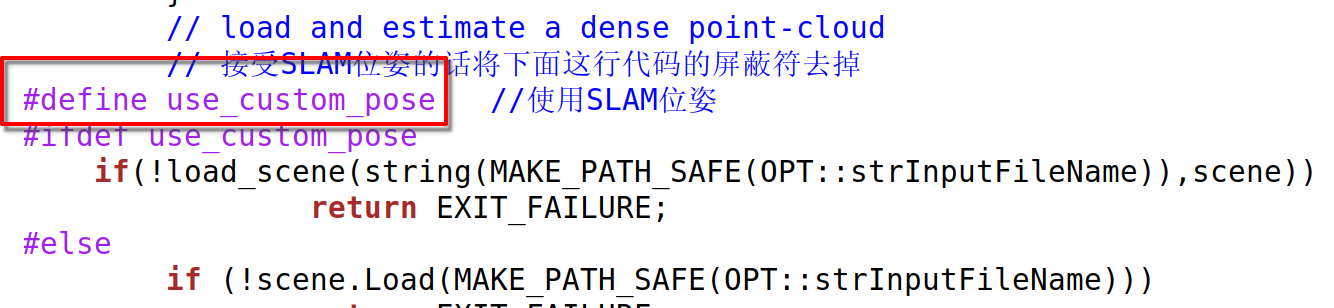 }
// load and estimate a dense point-cloud
// 接受SLAM位姿的话将下面这行代码的屏蔽符去掉
#define use_custom_pose //使用SLAM位姿
#ifdef use_custom_pose
if(!load_scene(string(MAKE_PATH_SAFE(OPT::strInputFileName)),scene))
return EXIT_FAILURE;
#else
if (!scene.Load(MAKE_PATH_SAFE(OPT::strInputFileName)))
return EXIT_FAILURE